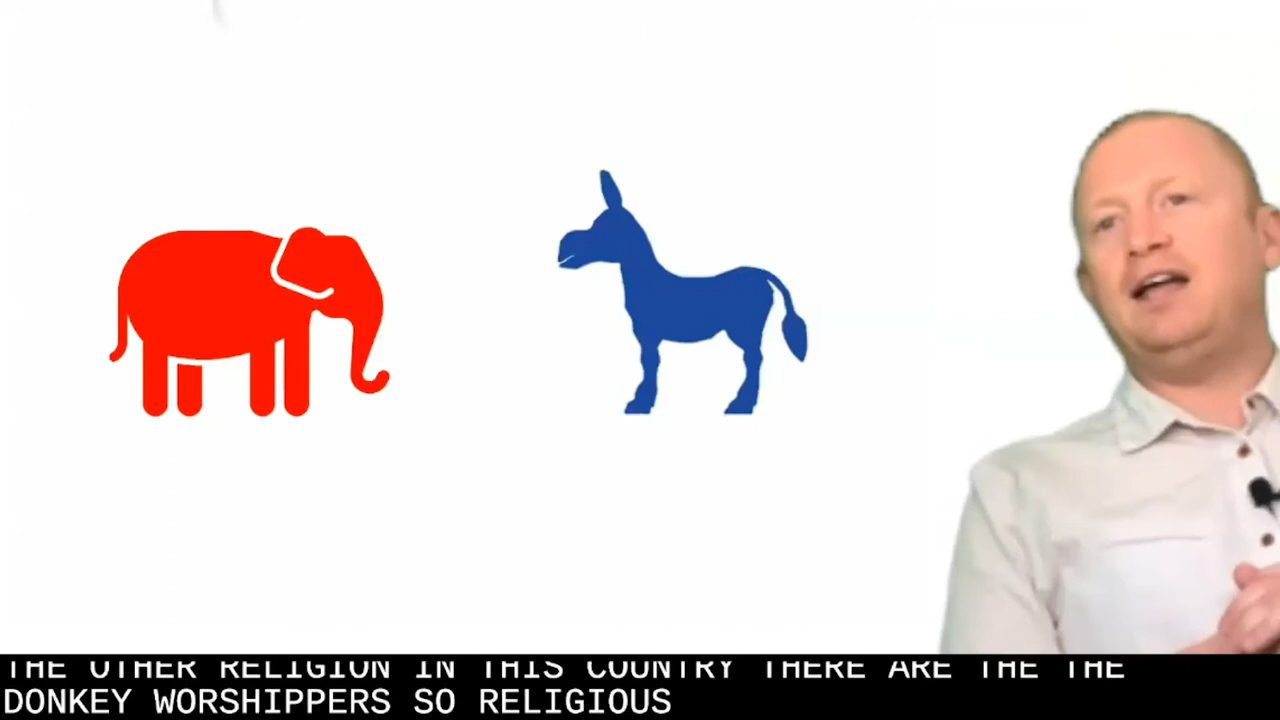 THE OTHER RELIGION IN THIS COUNTRY THERE ARE THE THE
DONKEY WORSHIPPERS SO RELIGIOUS